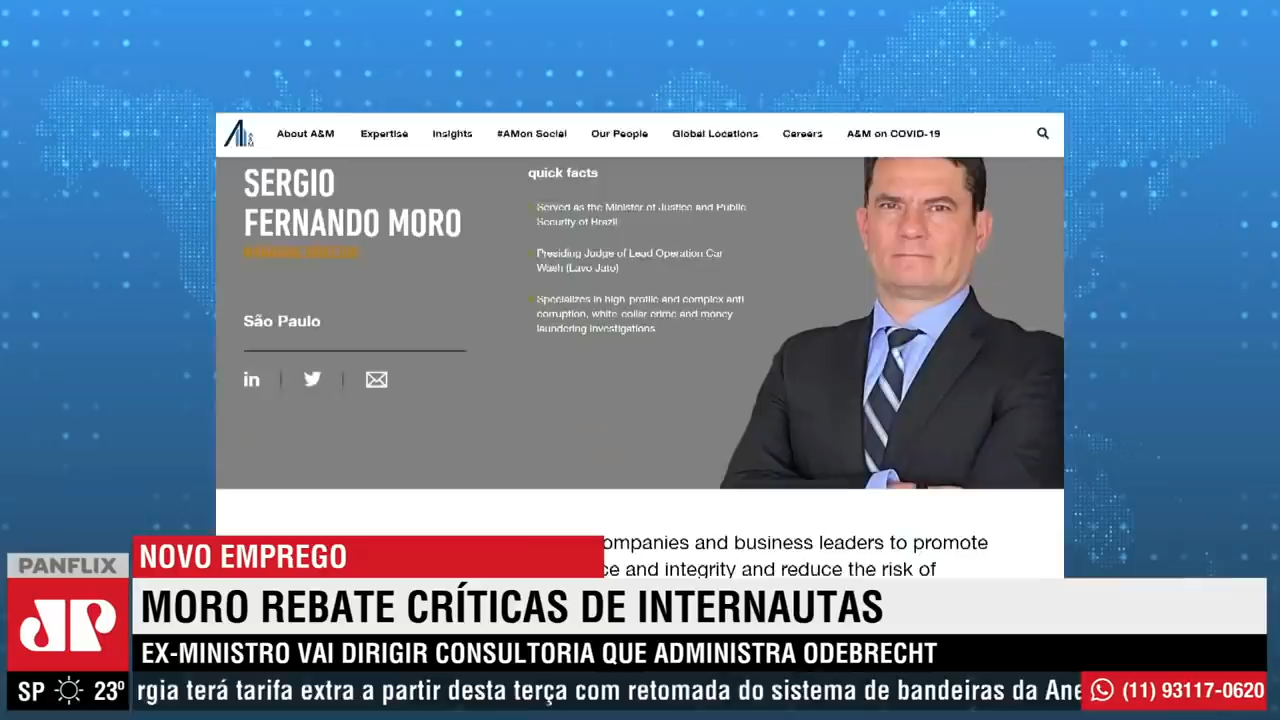 About A&M Expertise Insights #AMon Social Our People Global Locations Careers A&M on COVID-19
SERGIO
FERNANDO MORO
São Paulo
in
quick facts
Served as the Minister of Justice and Public
Security of Brazil
Presiding Judge of Lead Operation Car
Wash (Lavo Jato)
Specializes in high-profile and complex anti
corruption, white-collar crime and money
laundering investigations
ompanies and business leaders to promote
ce and integrity and reduce the risk of
NOVO EMPREGO
PANFLIX
JP
MORO REBATE CRÍTICAS DE INTERNAUTAS
EX-MINISTRO VAI DIRIGIR CONSULTORIA QUE ADMINISTRA ODEBRECHT
SP 23º
rgia terá tarifa extra a partir desta terça com retomada do sistema de bandeiras da Ane
(11) 93117-0620